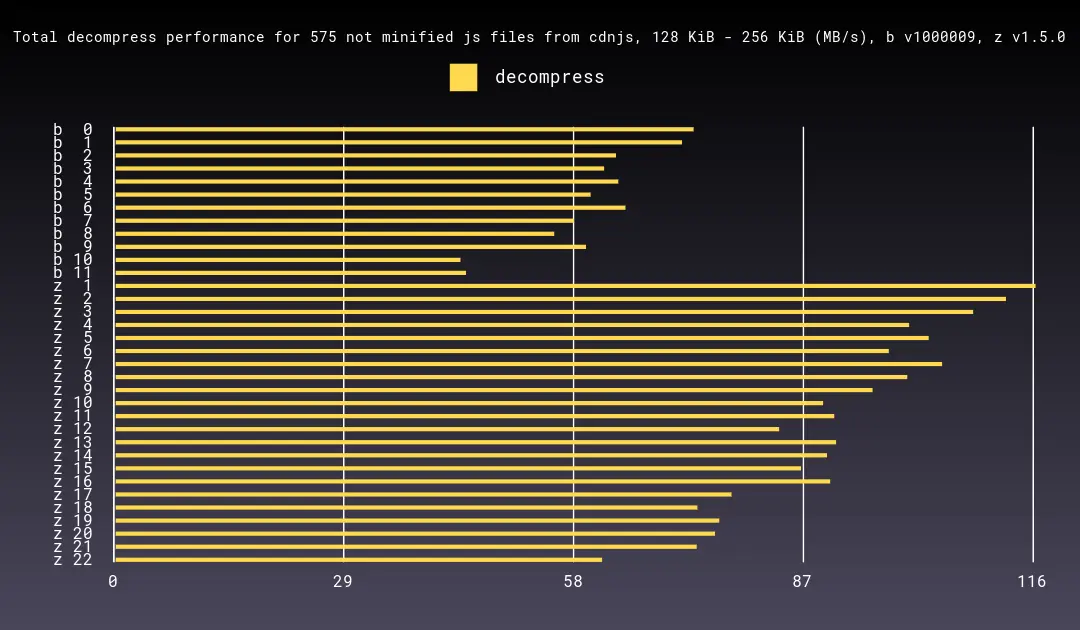 Total decompress performance for 575 not minified js files from cdnjs, 128 KiB - 256 KiB (MB/s), b v1000009, z v1.5.0
decompress
b 0
b 1
b 2
b 3
b 4
b 5
b 6
b 7
b 8
b 9
b 10
b 11
z 1
z 2
z 3
z 4
z 5
z 6
z 7
z 8
z 9
z 10
z 11
z 12
z 13
z 14
z 15
z 16
z 17
z 18
z 19
z 20
z 21
z 22
0 29 58 87 116